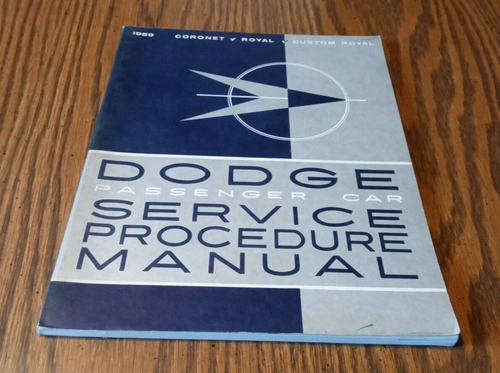 1959 CORONET ✓ ROYAL ✓ CUSTOM ROYAL
DODGE
PASSENGER CAR
SERVICE
PROCEDURE
MANUAL